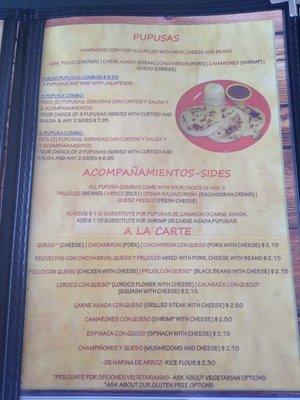 PUPUSAS
HANDMADE CORN TORTILLA FILLED WITH MEAT, CHEESE AND BEANS
CON: POLLO (CHICKEN) | CARNE ASADA (STEAK) | CHICHARRON (PORK) | CAMARONES (SHRIMP) |
QUESO (CHEESE)
FUEGO PUPUSAS COMBOS $ 8.95
3 PUPUSAS ANY KIND WITH JALAPENOS
3 PUPUSA COMBO:
TRES (3) PUPUSAS, SERVIDAS CON CURTIDO Y SALSA Y
2 ACOMPAÑAMIENTOS
YOUR CHOICE OF 3 PUPUSAS SERVED WITH CURTIDO AND
SALSA & ANY 2 SIDES $ 7.95
2 PUPUSA COMBO:
DOS (2) PUPUSAS, SERVIDAS CON CURTIDO Y SALSA Y
2 ACOMPAÑAMIENTOS
YOUR CHOICE OF 2 PUPUSAS SERVED WITH CURTIDO AND
SALSA AND ANY 2 SIDES $ 6.95
ACOMPAÑAMIENTOS-SIDES
ALL PUPUSA COMBOS COME WITH YOUR CHOICE OF ANY 2
FRIJOLES (BEANS) | ARROZ (RICE) | CREMA SALVADOREÑA (SALVADORAN CREMA) |
QUESO FRESCO (FRESH CHEESE)
AGREGE $ 1 SI SUBSTITUTE FOR PUPUSAS DE CAMARON O CARNE ASADA.
ADD $ 1 TO SUBSTITUTE FOR SHRIMP OR CARNE ASADA PUPUSAS.
A LA CARTE
QUESO * (CHEESE) | CHICHARRON (PORK) | CHICHARRON CON QUESO (PORK WITH CHEESE) $ 2.15
REVUELTAS CON CHICHARRON, QUESO Y FRIJOLES MIXED WITH PORK, CHEESE WITH BEANS $ 2.15
POLLO CON QUESO (CHICKEN WITH CHEESE) | FRIJOL CON QUESO* (BLACK BEANS WITH CHEESE) $ 2.15
LOROCO CON QUESO* (LOROCO FLOWER WITH CHEESE) | CALABAZA CON QUESO*
(SQUASH WITH CHEESE) $ 2.15
CARNE ASADA CON QUESO (GRILLED STEAK WITH CHEESE) $ 2.50
CAMARONES CON QUESO (SHRIMP WITH CHEESE) $ 2.50
ESPINACA CON QUESO (SPINACH WITH CHEESE) $ 2.15
CHAMPIÑONES Y QUESO (MUSHROOMS AND CHEESE) $ 2.15
-DE HARINA DE ARROZ- RICE FLOUR $ 2.30
*PREGUNTE POR OPCIONES VEGETARIANAS- ASK ABOUT VEGETARIAN OPTIONS
*ASK ABOUT OUR GLUTEN FREE OPTIONS